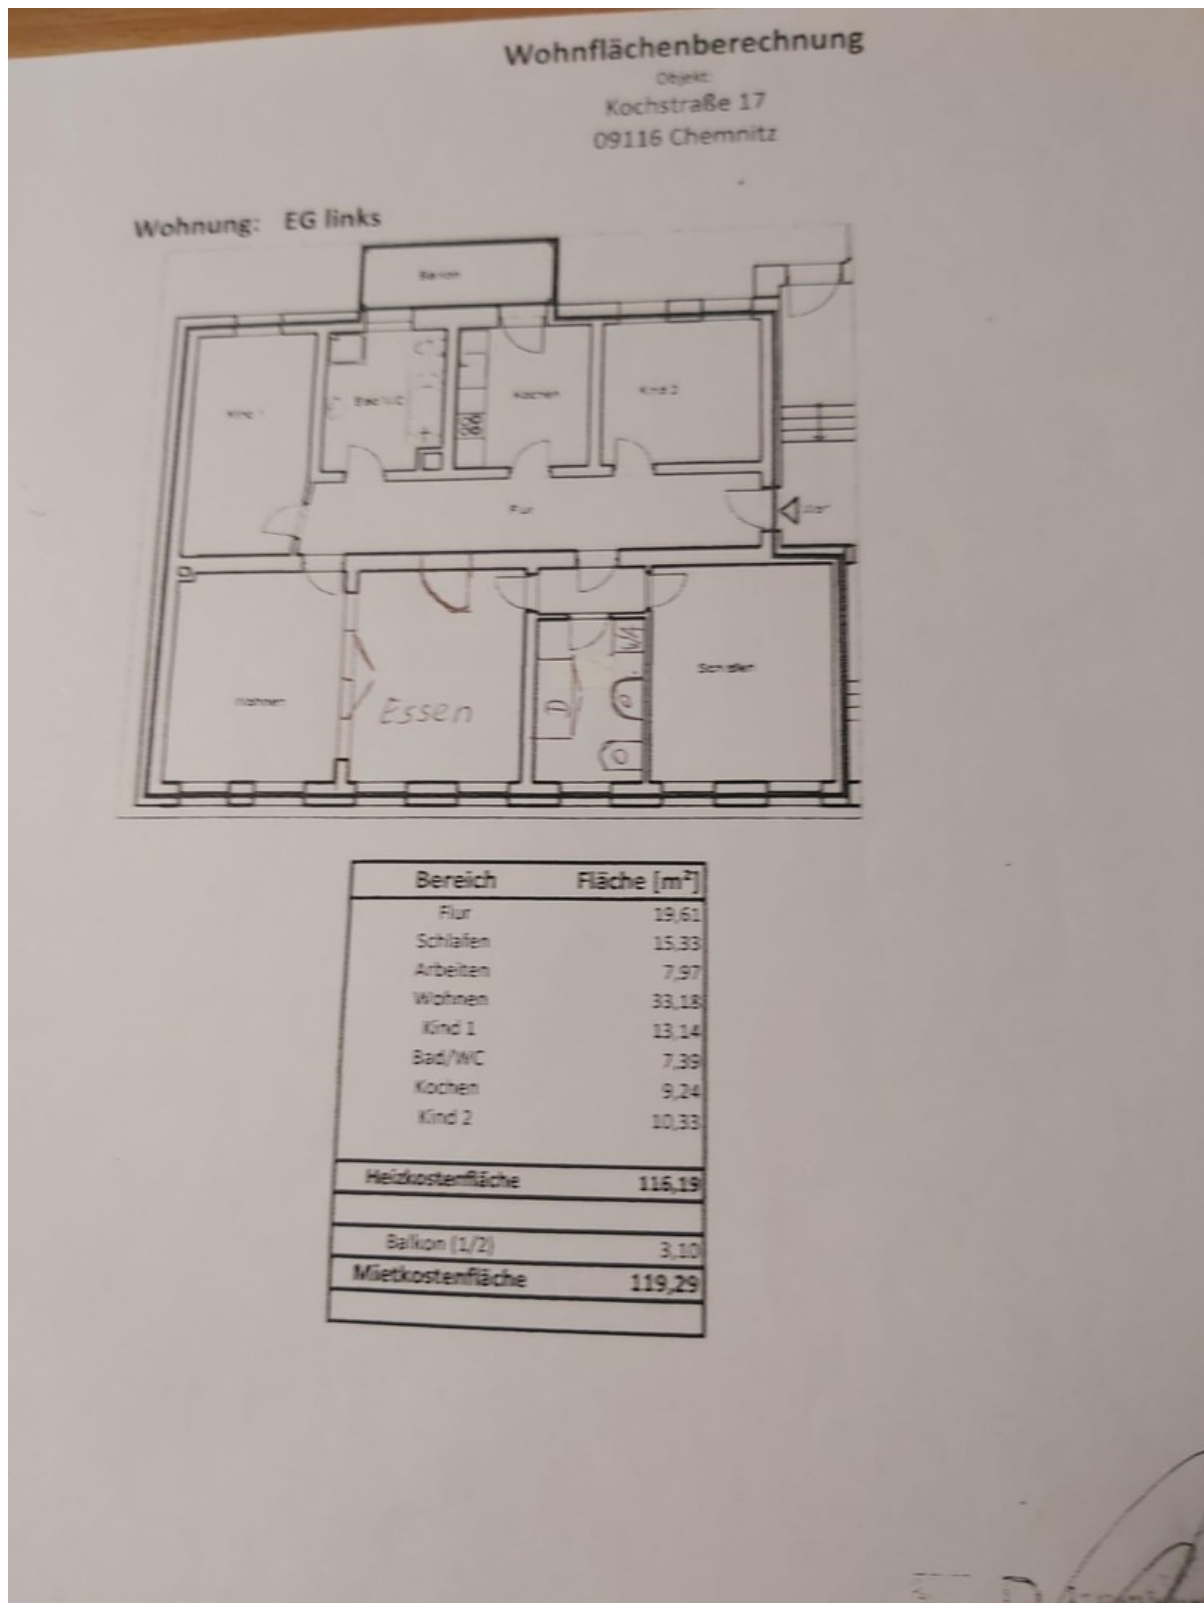 Wohnflächenberechnung
Objekt:
Kochstraße 17
09116 Chemnitz
Wohnung: EG links
Balkon
Kind 1
Bad/WC
Kochen
Kind 2
Flur
Wohnen
Essen
D
WA
Schlafen
Bereich Fläche [m²]
Flur 19,61
Schlafen 15,33
Arbeiten 7,97
Wohnen 33,18
Kind 1 13,14
Bad/WC 7,39
Kochen 9,24
Kind 2 10,33
Heizkostenfläche 116,19
Balkon (1/2) 3,10
Mietkostenfläche 119,29